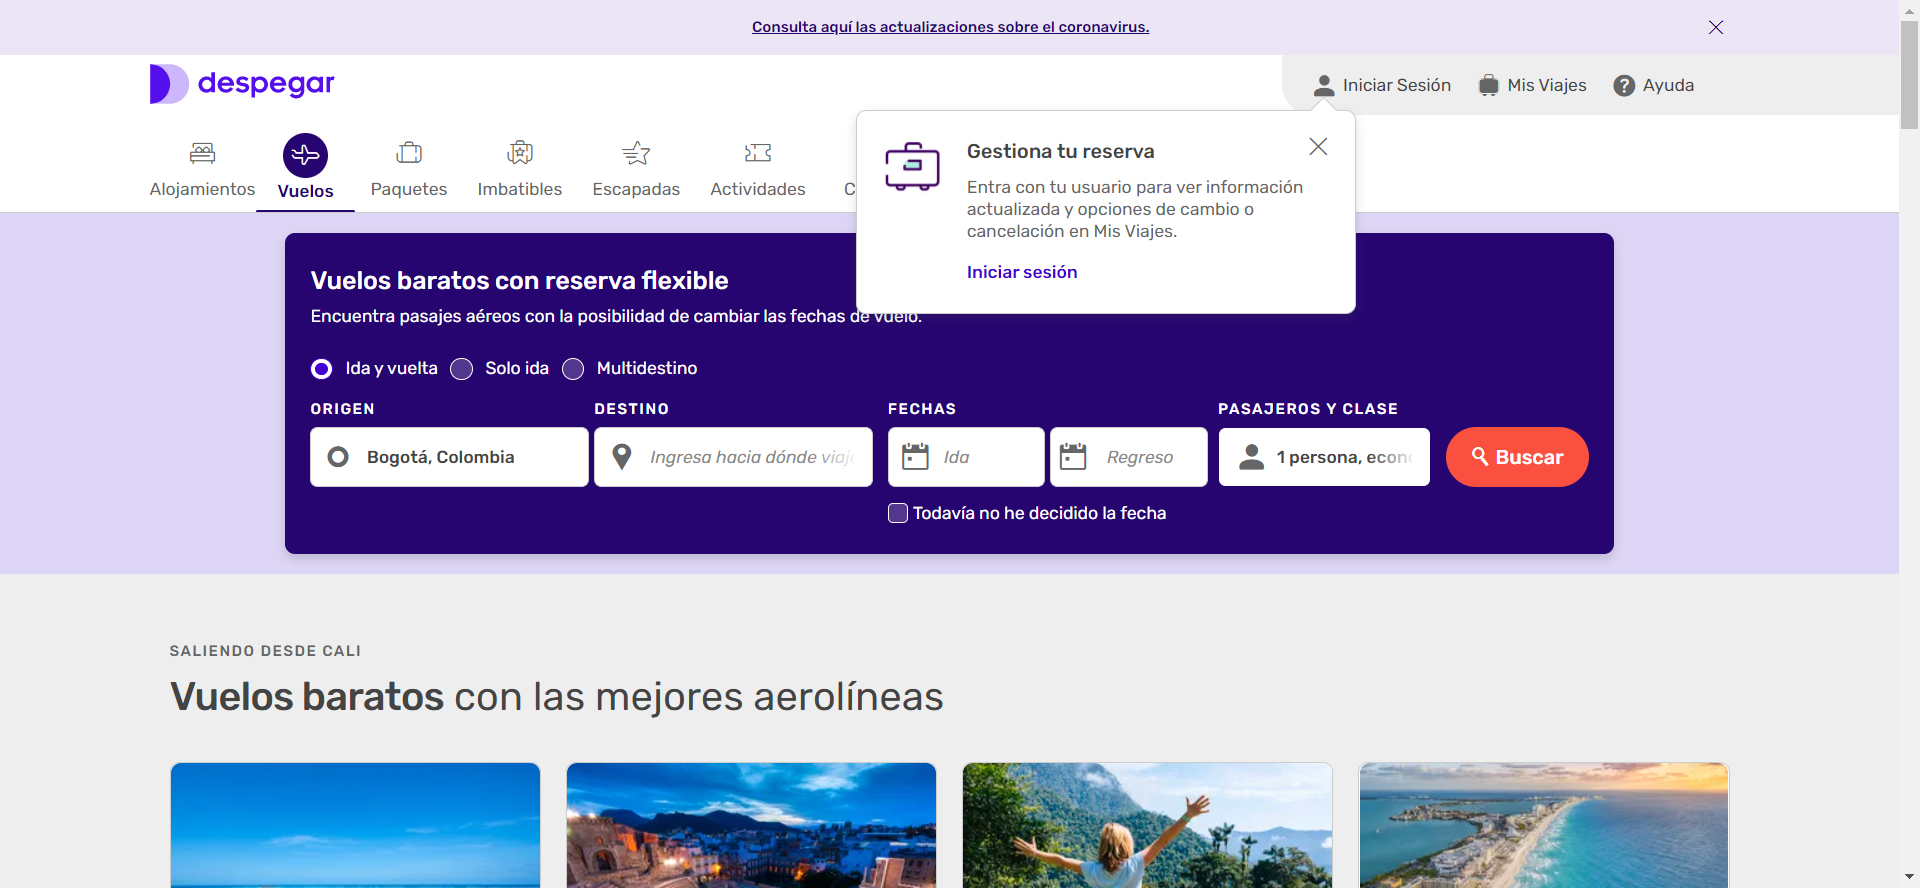 Consulta aquí las actualizaciones sobre el coronavirus.
despegar
Iniciar Sesión
Mis Viajes
Ayuda
Alojamientos
Vuelos
Paquetes
Imbatibles
Escapadas
Actividades
Gestiona tu reserva
Entra con tu usuario para ver información
actualizada y opciones de cambio o
cancelación en Mis Viajes.
Iniciar sesión
Vuelos baratos con reserva flexible
Encuentra pasajes aéreos con la posibilidad de cambiar las fechas de vuelo.
Ida y vuelta
Solo ida
Multidestino
ORIGEN
DESTINO
FECHAS
PASAJEROS Y CLASE
Bogotá, Colombia
Ingresa hacia dónde viaj
Ida
Regreso
1 persona, econ
Buscar
Todavía no he decidido la fecha
SALIENDO DESDE CALI
Vuelos baratos con las mejores aerolíneas